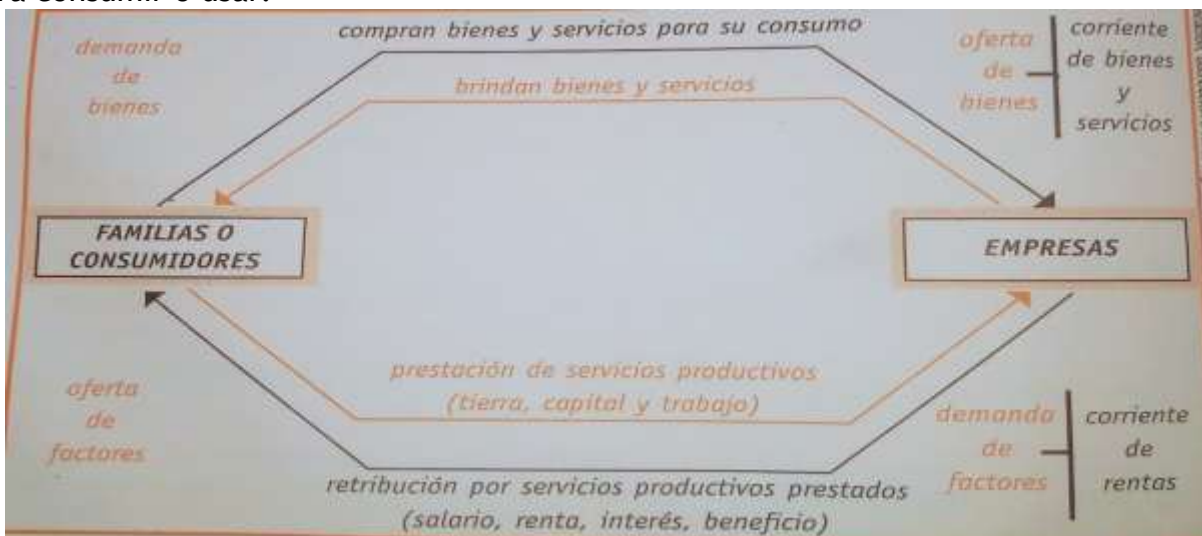 compran bienes y servicios para su consumo
demanda
de
bienes
brindan bienes y servicios
oferta
de
bienes
corriente
de bienes
y
servicios
FAMILIAS O
CONSUMIDORES
EMPRESAS
prestación de servicios productivos
(tierra, capital y trabajo)
oferta
de
factores
demanda
de
factores
corriente
de
rentas
retribución por servicios productivos prestados
(salario, renta, interés, beneficio)